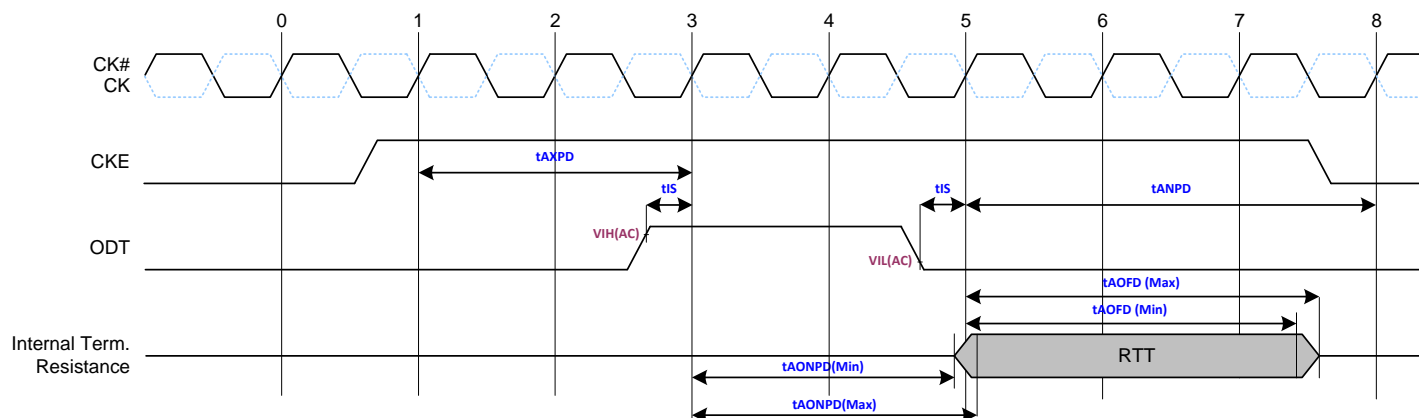 0 1 2 3 4 5 6 7 8
CK#
CK
CKE
tAXPD
tIS
tIS
tANPD
VIH(AC)
ODT
VIL(AC)
tAOFD (Max)
tAOFD (Min)
Internal Term.
Resistance
RTT
tAONPD(Min)
tAONPD(Max)